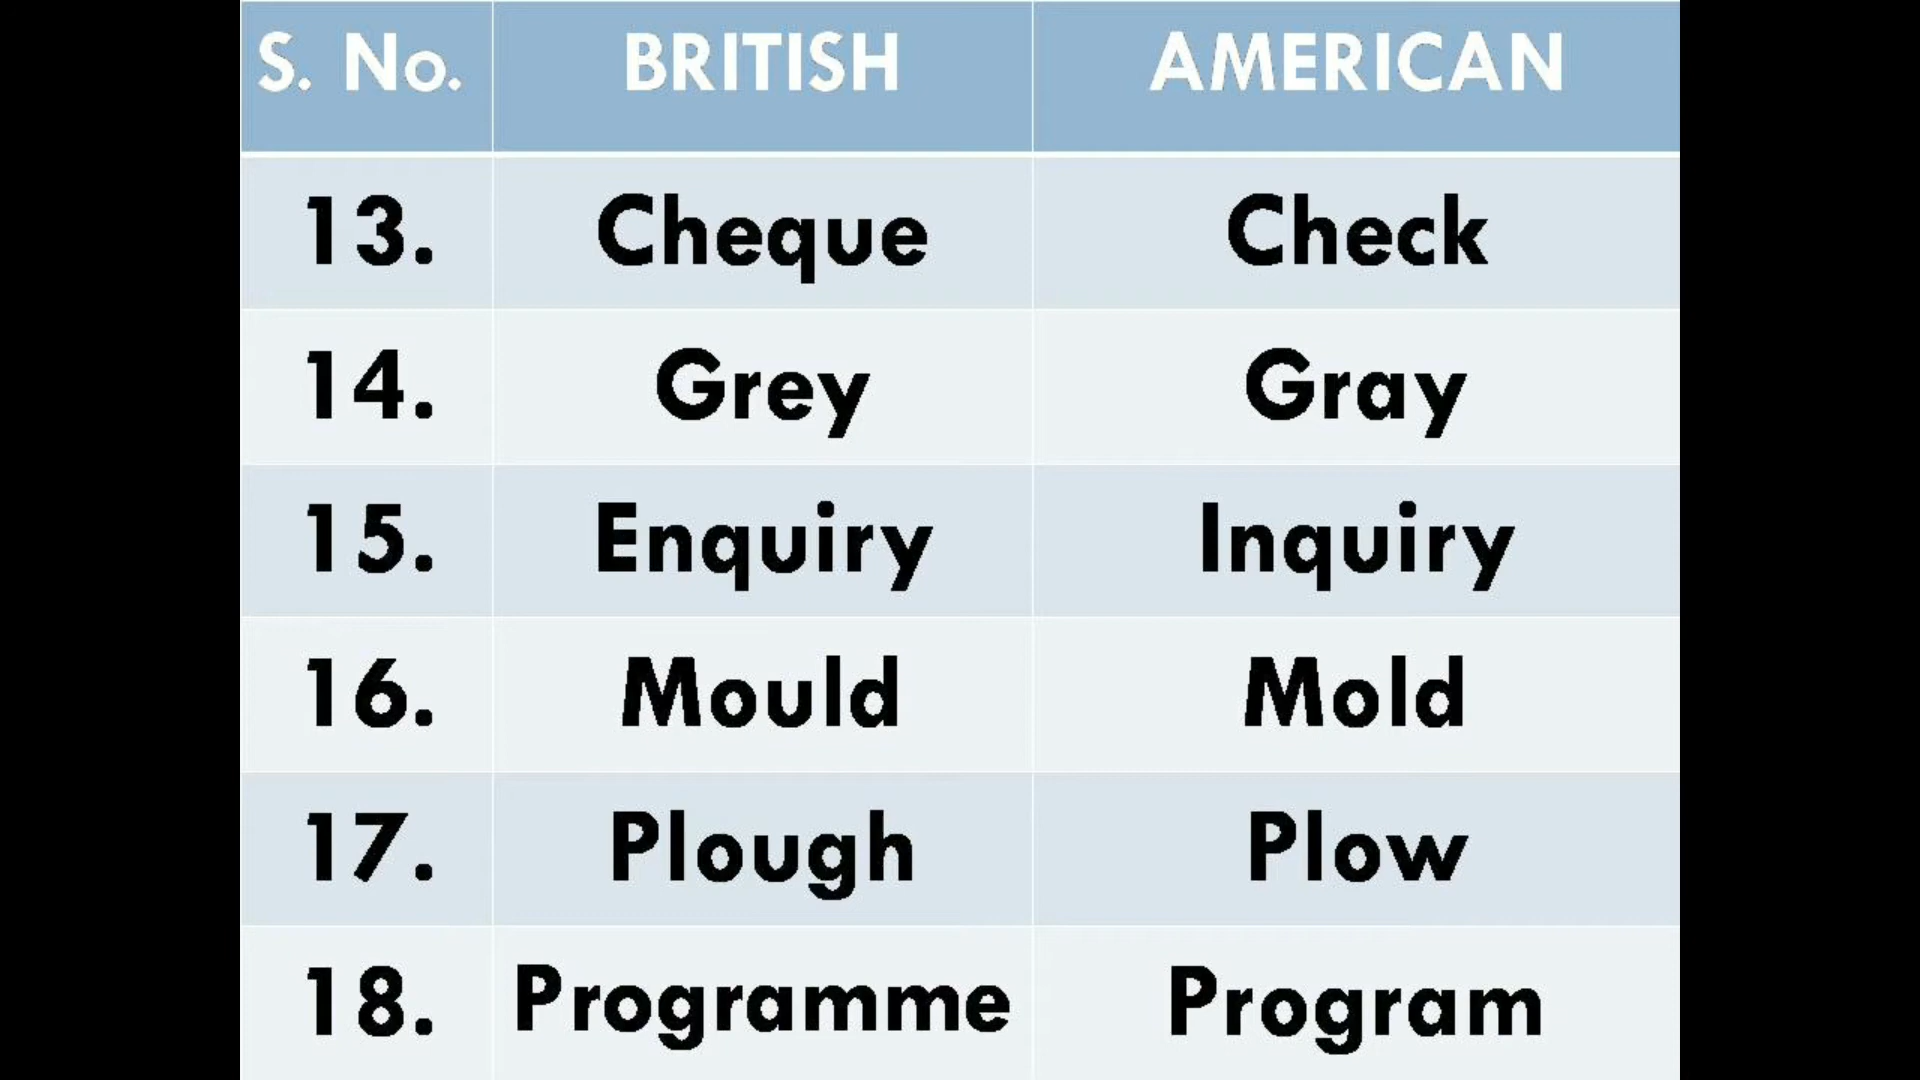 S. No. BRITISH AMERICAN
13. Cheque Check
14. Grey Gray
15. Enquiry Inquiry
16. Mould Mold
17. Plough Plow
18. Programme Program